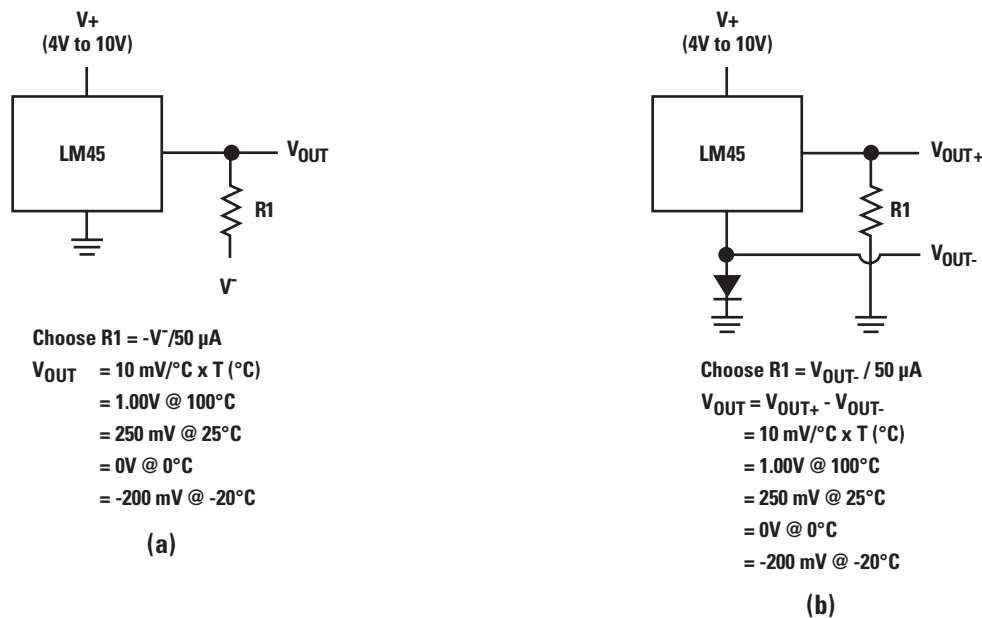 V+
(4V to 10V)
LM45
VOUT
R1
V-
Choose R1 = -V-/50 µA
VOUT = 10 mV/°C x T (°C)
= 1.00V @ 100°C
= 250 mV @ 25°C
= 0V @ 0°C
= -200 mV @ -20°C
(a)
V+
(4V to 10V)
LM45
VOUT+
R1
VOUT-
Choose R1 = VOUT- / 50 µA
VOUT = VOUT+ - VOUT-
= 10 mV/°C x T (°C)
= 1.00V @ 100°C
= 250 mV @ 25°C
= 0V @ 0°C
= -200 mV @ -20°C
(b)